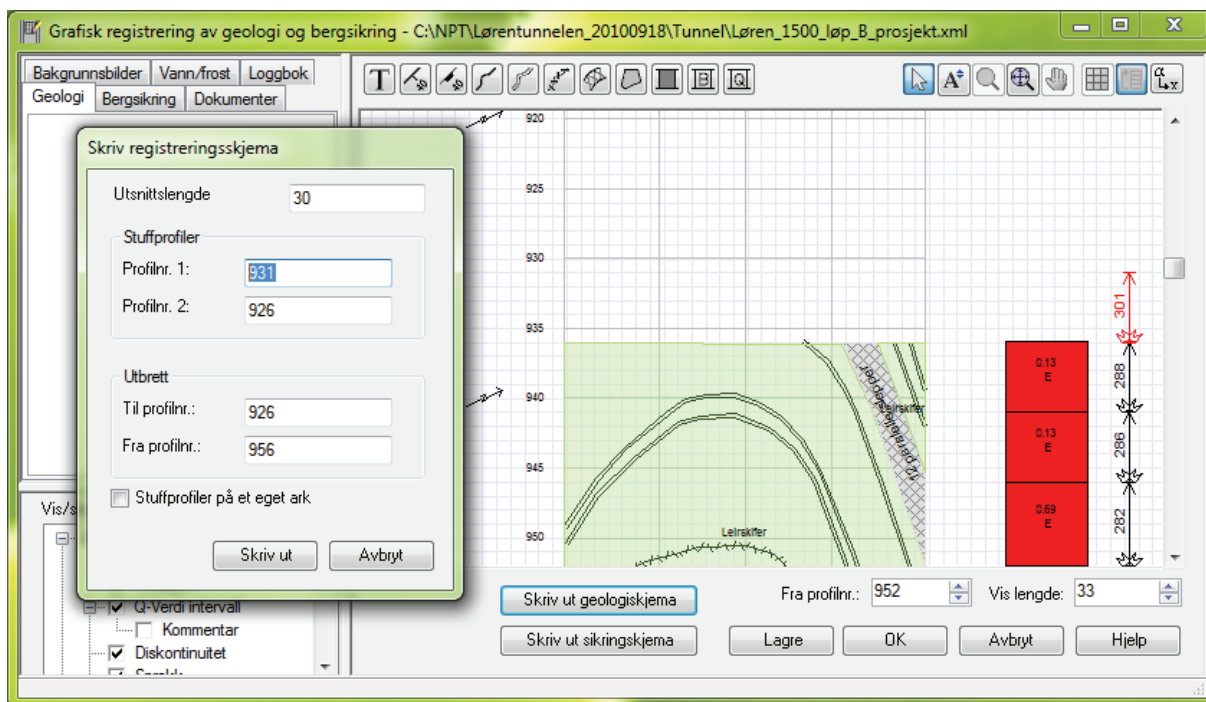 Grafisk registrering av geologi og bergsikring - C:\NPT\Lørentunnelen_20100918\Tunnel\Løren_1500_løp_B_prosjekt.xml
Bakgrunnsbilder Vann/frost Loggbok
Geologi Bergsikring Dokumenter
T B Q A
Skriv registreringsskjema
Utsnittslengde 30
Stuffprofiler
Profilnr. 1: 931
Profilnr. 2: 926
Utbrett
Til profilnr.: 926
Fra profilnr.: 956
Stuffprofiler på et eget ark
Skriv ut Avbryt
920
925
930
935
940
945
950
12 parallelle slepper
Leirskifer
Leirskifer
0.13
E
0.13
E
0.69
E
301
288
286
282
Vis/s
Q-Verdi intervall
Kommentar
Diskontinuitet
Skriv ut geologiskjema Fra profilnr.: 952 Vis lengde: 33
Skriv ut sikringskjema Lagre OK Avbryt Hjelp